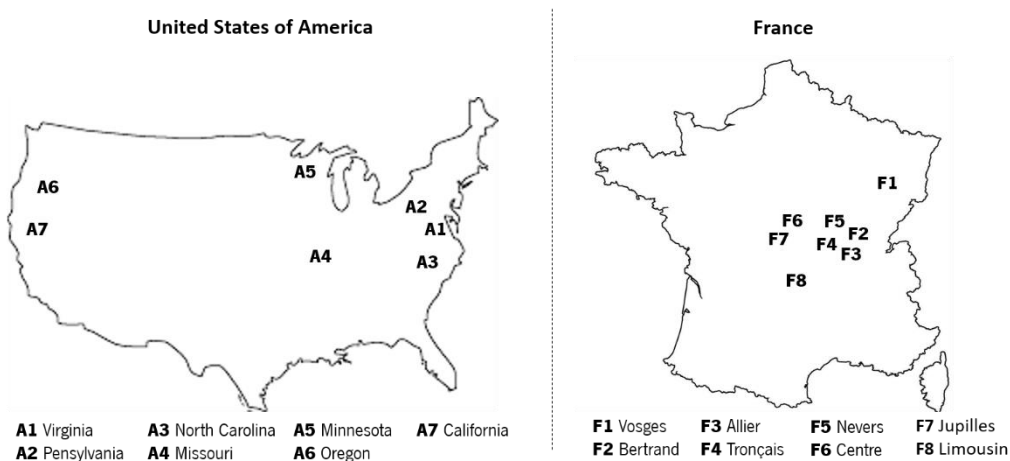 United States of America
A5
A6
A2
A7
A1
A4
A3
A1 Virginia A3 North Carolina A5 Minnesota A7 California
A2 Pensylvania A4 Missouri A6 Oregon
France
F1
F6 F5
F7 F4 F2
F3
F8
F1 Vosges F3 Allier F5 Nevers F7 Jupilles
F2 Bertrand F4 Tronçais F6 Centre F8 Limousin